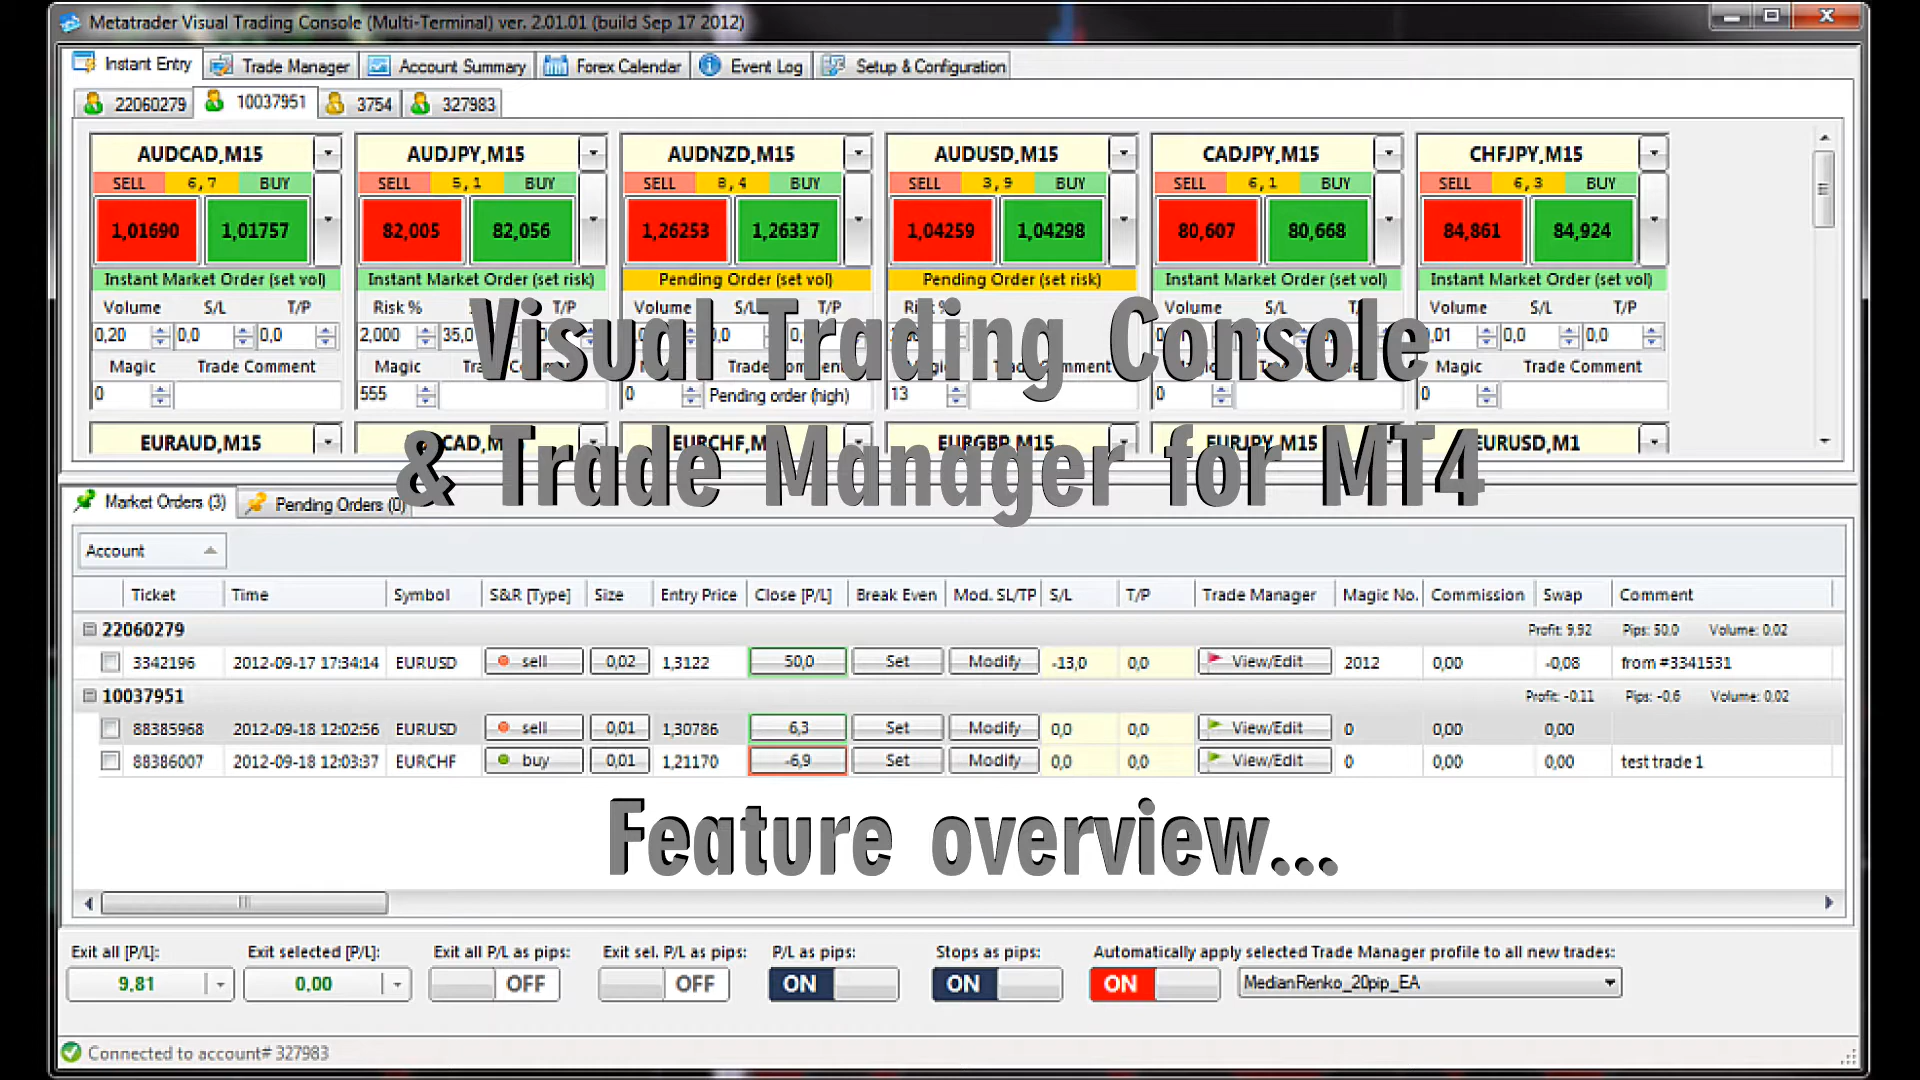 Metatrader Visual Trading Console (Multi-Terminal) ver. 2.01.01 (build Sep 17 2012)
Instant Entry Trade Manager Account Summary Forex Calendar Event Log Setup & Configuration
22060279 10037951 3754 327983
AUDCAD,M15 AUDJPY,M15 AUDNZD,M15 AUDUSD,M15 CADJPY,M15 CHFJPY,M15
SELL 6,7 BUY SELL 5,1 BUY SELL 8,4 BUY SELL 3,9 BUY SELL 6,1 BUY SELL 6,3 BUY
1,01690 1,01757 82,005 82,056 1,26253 1,26337 1,04259 1,04298 80,607 80,668 84,861 84,924
Instant Market Order (set vol) Instant Market Order (set risk) Pending Order (set vol) Pending Order (set risk) Instant Market Order (set vol) Instant Market Order (set vol)
Volume S/L T/P Risk % T/P Volume S/L T/P Volume S/L T/P Volume S/L T/P
0,20 0,0 0,0 2,000 35,0 0,0 0,0
Visual Trading Console
Magic Trade Comment Magic Magic Trade Comment
0 555 0 Pending order (high) 13 0 0
EURAUD,M15 EURCHF,M15 EURGBP,M15 EURJPY,M15 EURUSD,M1
& Trade Manager for MT4
Market Orders (3) Pending Orders (0)
Account
Ticket Time Symbol S&R [Type] Size Entry Price Close [P/L] Break Even Mod. SL/TP S/L T/P Trade Manager Magic No. Commission Swap Comment
22060279 Profit: 9.92 Pips: 50.0 Volume: 0.02
3342196 2012-09-17 17:34:14 EURUSD sell 0,02 1,3122 50,0 Set Modify -13,0 0,0 View/Edit 2012 0,00 -0,08 from #3341531
10037951 Profit: -0.11 Pips: -0.6 Volume: 0.02
88385968 2012-09-18 12:02:56 EURUSD sell 0,01 1,30786 6,3 Set Modify 0,0 0,0 View/Edit 0 0,00 0,00
88386007 2012-09-18 12:03:37 EURCHF buy 0,01 1,21170 -6,9 Set Modify 0,0 0,0 View/Edit 0 0,00 0,00 test trade 1
Feature overview...
Exit all [P/L]: Exit selected [P/L]: Exit all P/L as pips: Exit sel. P/L as pips: P/L as pips: Stops as pips: Automatically apply selected Trade Manager profile to all new trades:
9,81 0,00 OFF OFF ON ON ON MedianRenko_20pip_EA
Connected to account# 327983